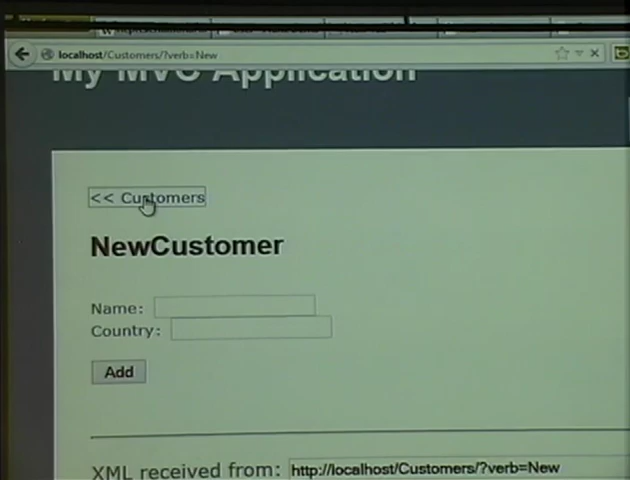 localhost/Customers/?verb=New
My MVC Application
<< Customers
NewCustomer
Name:
Country:
Add
XML received from: http://localhost/Customers/?verb=New